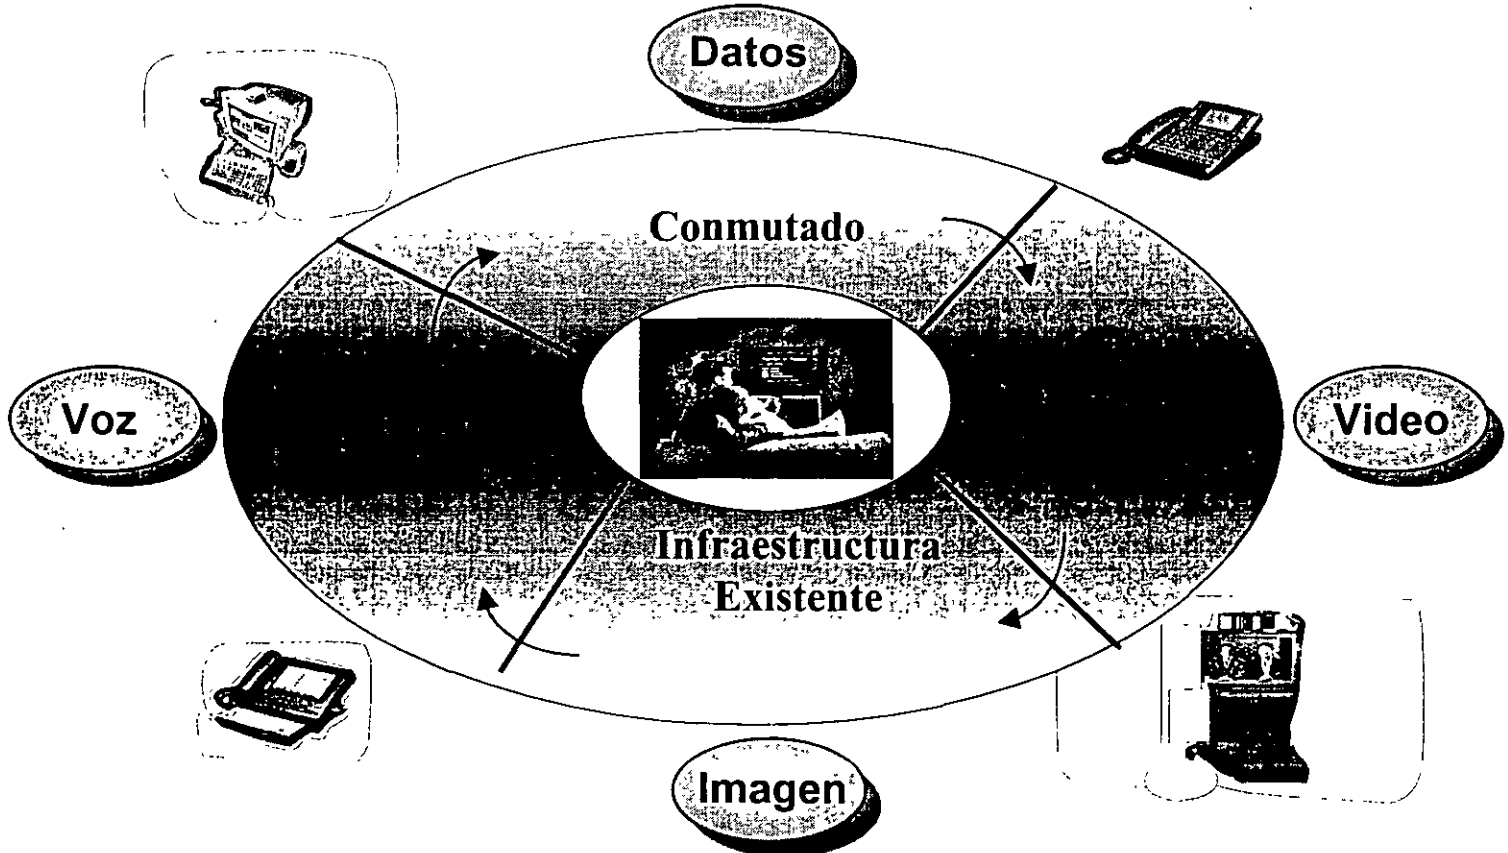 Datos
Conmutado
Voz
Video
Infraestructura
Existente
Imagen